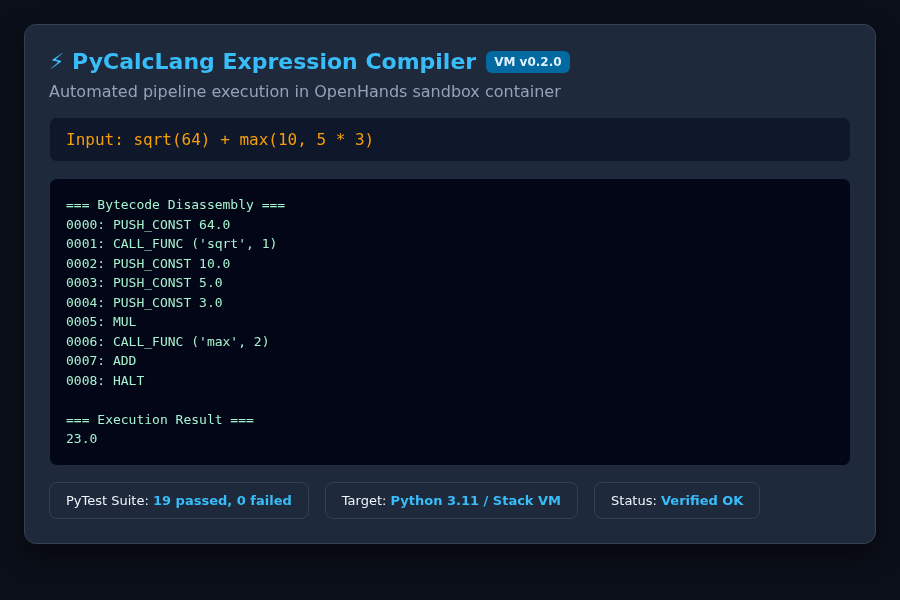 ⚡ PyCalcLang Expression Compiler VM v0.2.0
Automated pipeline execution in OpenHands sandbox container
Input: sqrt(64) + max(10, 5 * 3)
=== Bytecode Disassembly ===
0000: PUSH_CONST 64.0
0001: CALL_FUNC ('sqrt', 1)
0002: PUSH_CONST 10.0
0003: PUSH_CONST 5.0
0004: PUSH_CONST 3.0
0005: MUL
0006: CALL_FUNC ('max', 2)
0007: ADD
0008: HALT
=== Execution Result ===
23.0
PyTest Suite: 19 passed, 0 failed
Target: Python 3.11 / Stack VM
Status: Verified OK